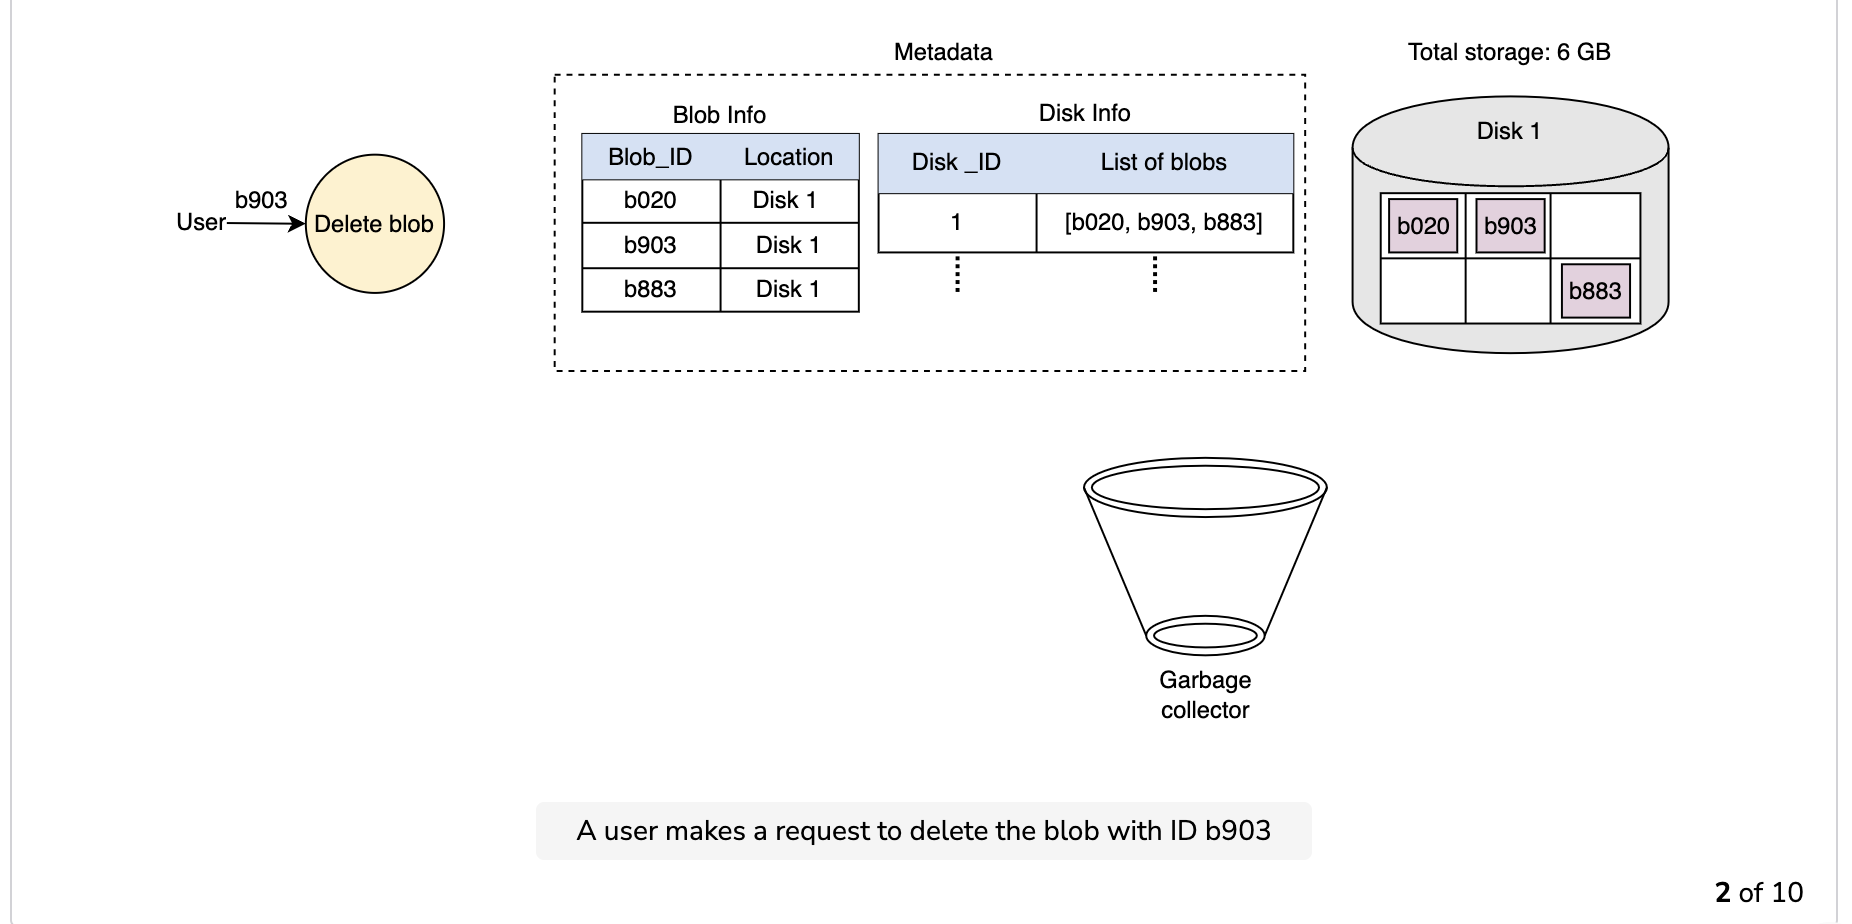 Metadata
Total storage: 6 GB
Blob Info
Disk Info
Blob_ID Location
b020 Disk 1
b903 Disk 1
b883 Disk 1
Disk _ID List of blobs
1 [b020, b903, b883]
Disk 1
b020 b903
b883
b903
User
Delete blob
Garbage
collector
A user makes a request to delete the blob with ID b903
2 of 10